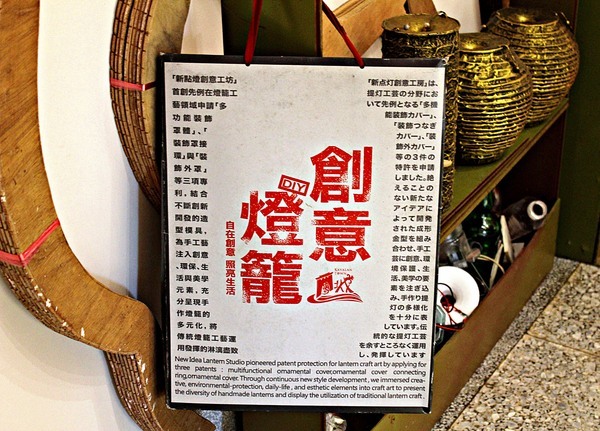 「新點燈創意工坊」
首創先例在燈籠工
藝領域申請「多
功能裝飾
罩體」、「
裝飾罩接
環」與「裝
飾外罩」
等三項專
利。結合
不斷創新
開發的造
型模具，
為手工藝
注入創意
、環保、生
活與美學
元素，充
分呈現手
作燈籠的
多元化，將
傳統燈籠工藝運
用發揮的淋漓盡致
創意
DIY
燈籠
自在創意 照亮生活
「新点灯創意工房」は、
提灯工芸の分野にお
いて先例となる「多機
能装飾カバー」、
「装飾つなぎ
カバー」、「装
飾外カバー」
等の3件の
特許を申請
しました。絶
えることの
ない新たな
アイデアに
よって開発
された成形
金型を組み
合わせ、手工
芸に創意、環
境保護、生
活、美学の要
素を注ぎ込
み、手作り提
灯の多様化
を十分に表
しています。伝
統的な提灯工芸
を余すところなく運用
し、発揮しています
New Idea Lantern Studio pioneered patent protection for lantern craft art by applying for
three patents : multifunctional ornamental cover,ornamental cover connecting
ring,ornamental cover. Through continuous new style development , we immersed crea-
tive, environmental-protection, daily-life , and esthetic elements into craft art to present
the diversity of handmade lanterns and display the utilization of traditional lantern craft .